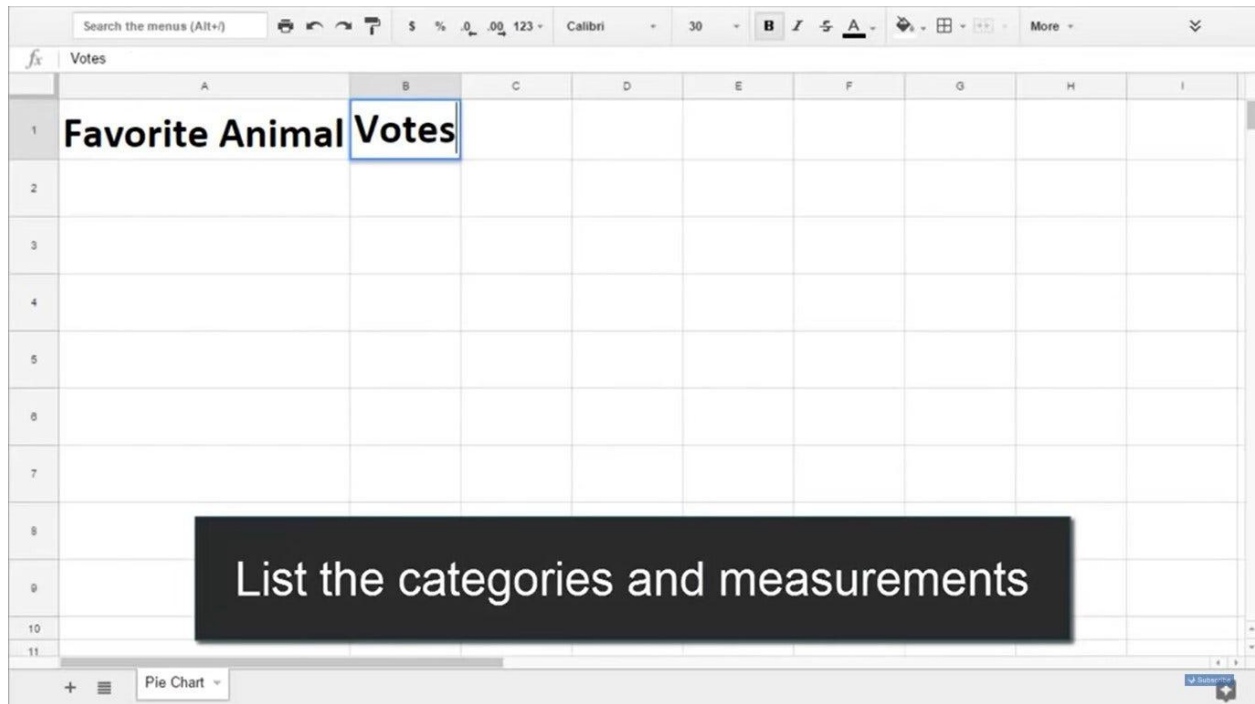 Search the menus (Alt+/) $ % .0 .00 123 Calibri 30 B I S A More
fx Votes
A B C D E F G H I
1 Favorite Animal Votes
2
3
4
5
6
7
8
List the categories and measurements
9
10
11
+ Pie Chart
Subscribe